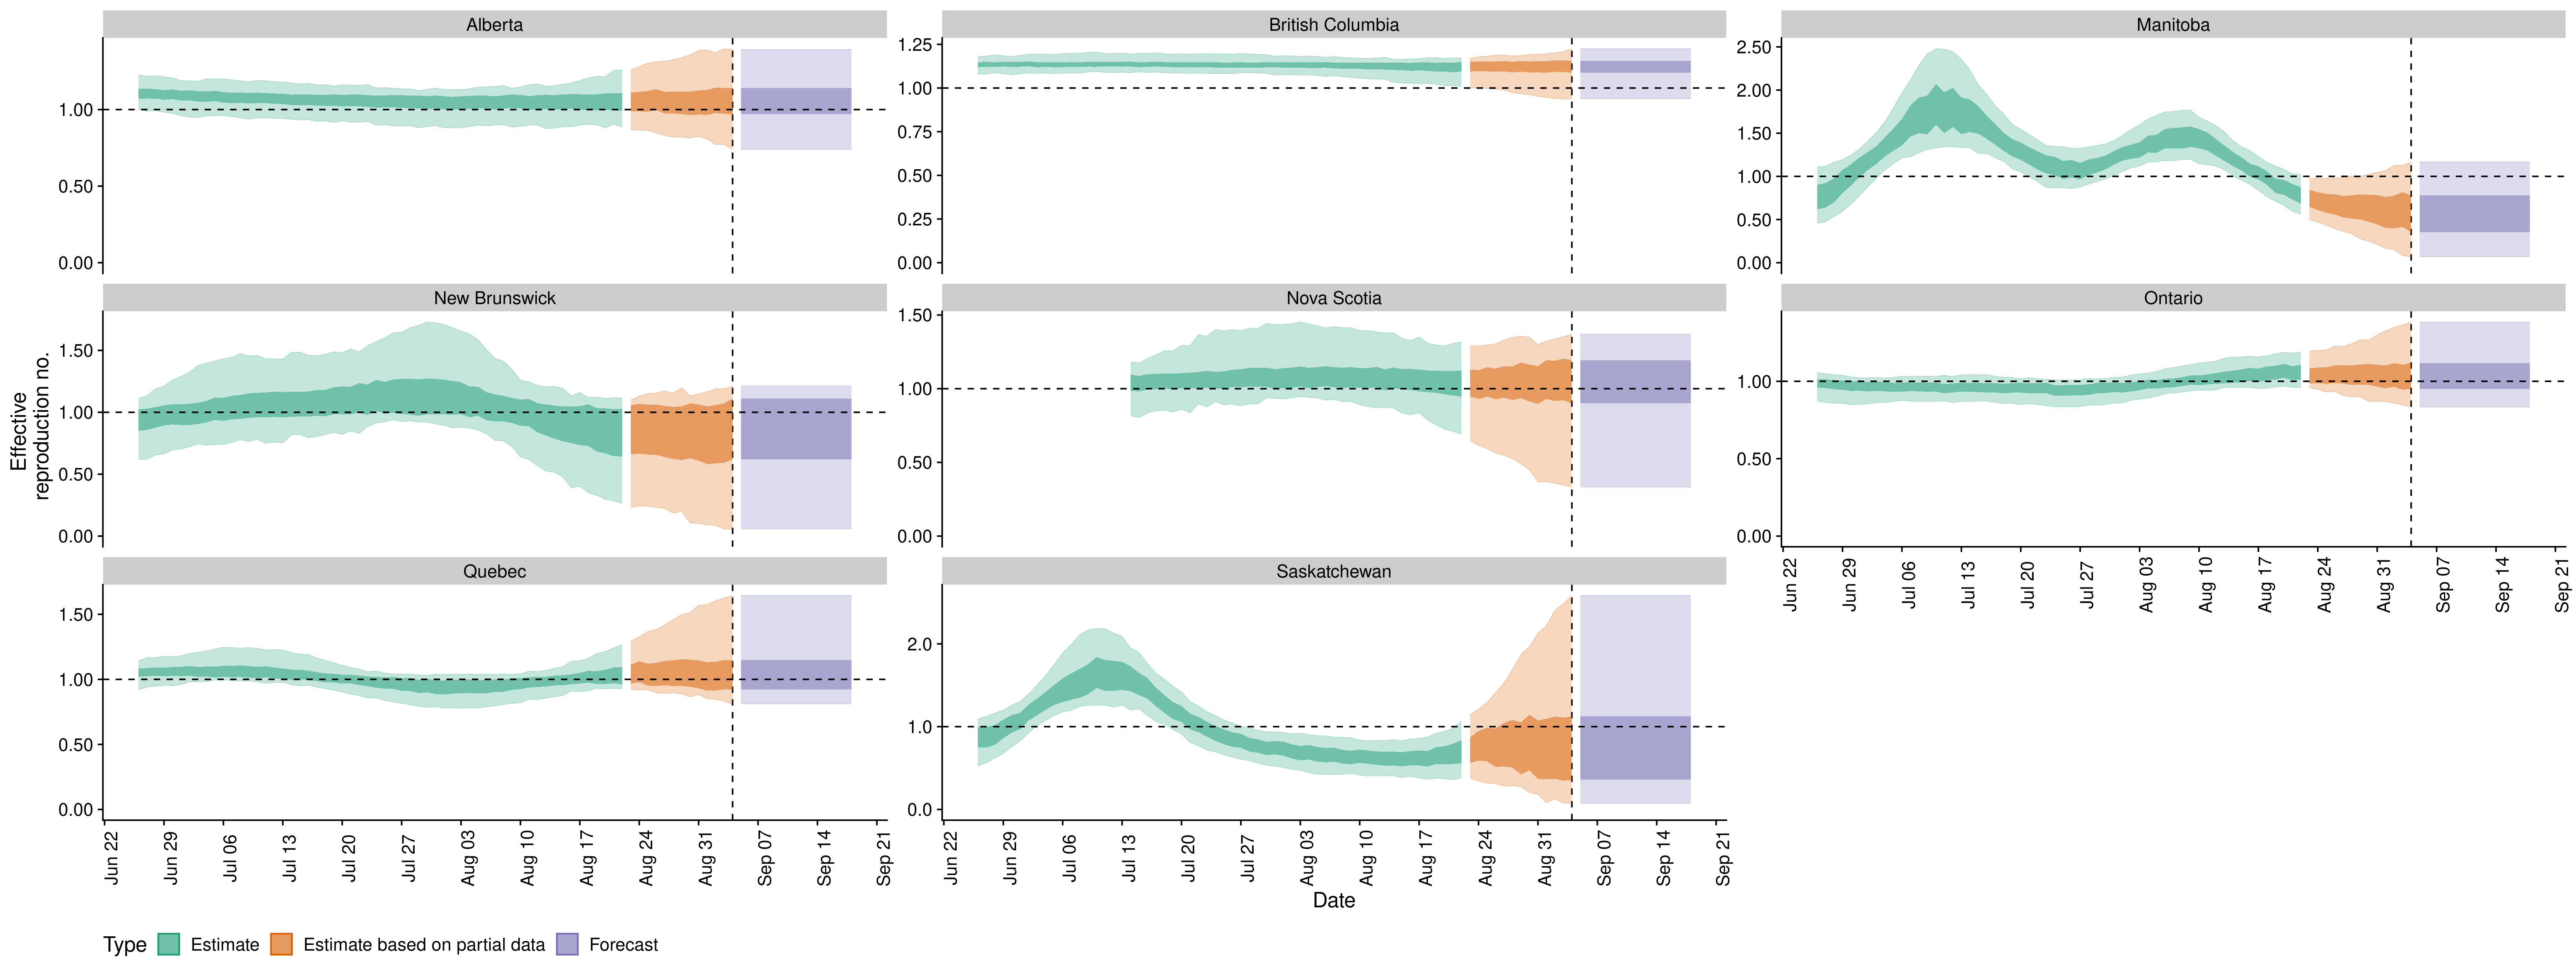 Alberta
British Columbia
Manitoba
1.00
0.50
0.00
1.25
1.00
0.75
0.50
0.25
0.00
2.50
2.00
1.50
1.00
0.50
0.00
New Brunswick
Nova Scotia
Ontario
1.50
1.00
0.50
0.00
1.50
1.00
0.50
0.00
1.00
0.50
0.00
Effective
reproduction no.
Jun 22
Jun 29
Jul 06
Jul 13
Jul 20
Jul 27
Aug 03
Aug 10
Aug 17
Aug 24
Aug 31
Sep 07
Sep 14
Sep 21
Quebec
Saskatchewan
1.50
1.00
0.50
0.00
2.0
1.0
0.0
Jun 22
Jun 29
Jul 06
Jul 13
Jul 20
Jul 27
Aug 03
Aug 10
Aug 17
Aug 24
Aug 31
Sep 07
Sep 14
Sep 21
Jun 22
Jun 29
Jul 06
Jul 13
Jul 20
Jul 27
Aug 03
Aug 10
Aug 17
Aug 24
Aug 31
Sep 07
Sep 14
Sep 21
Date
Type Estimate Estimate based on partial data Forecast